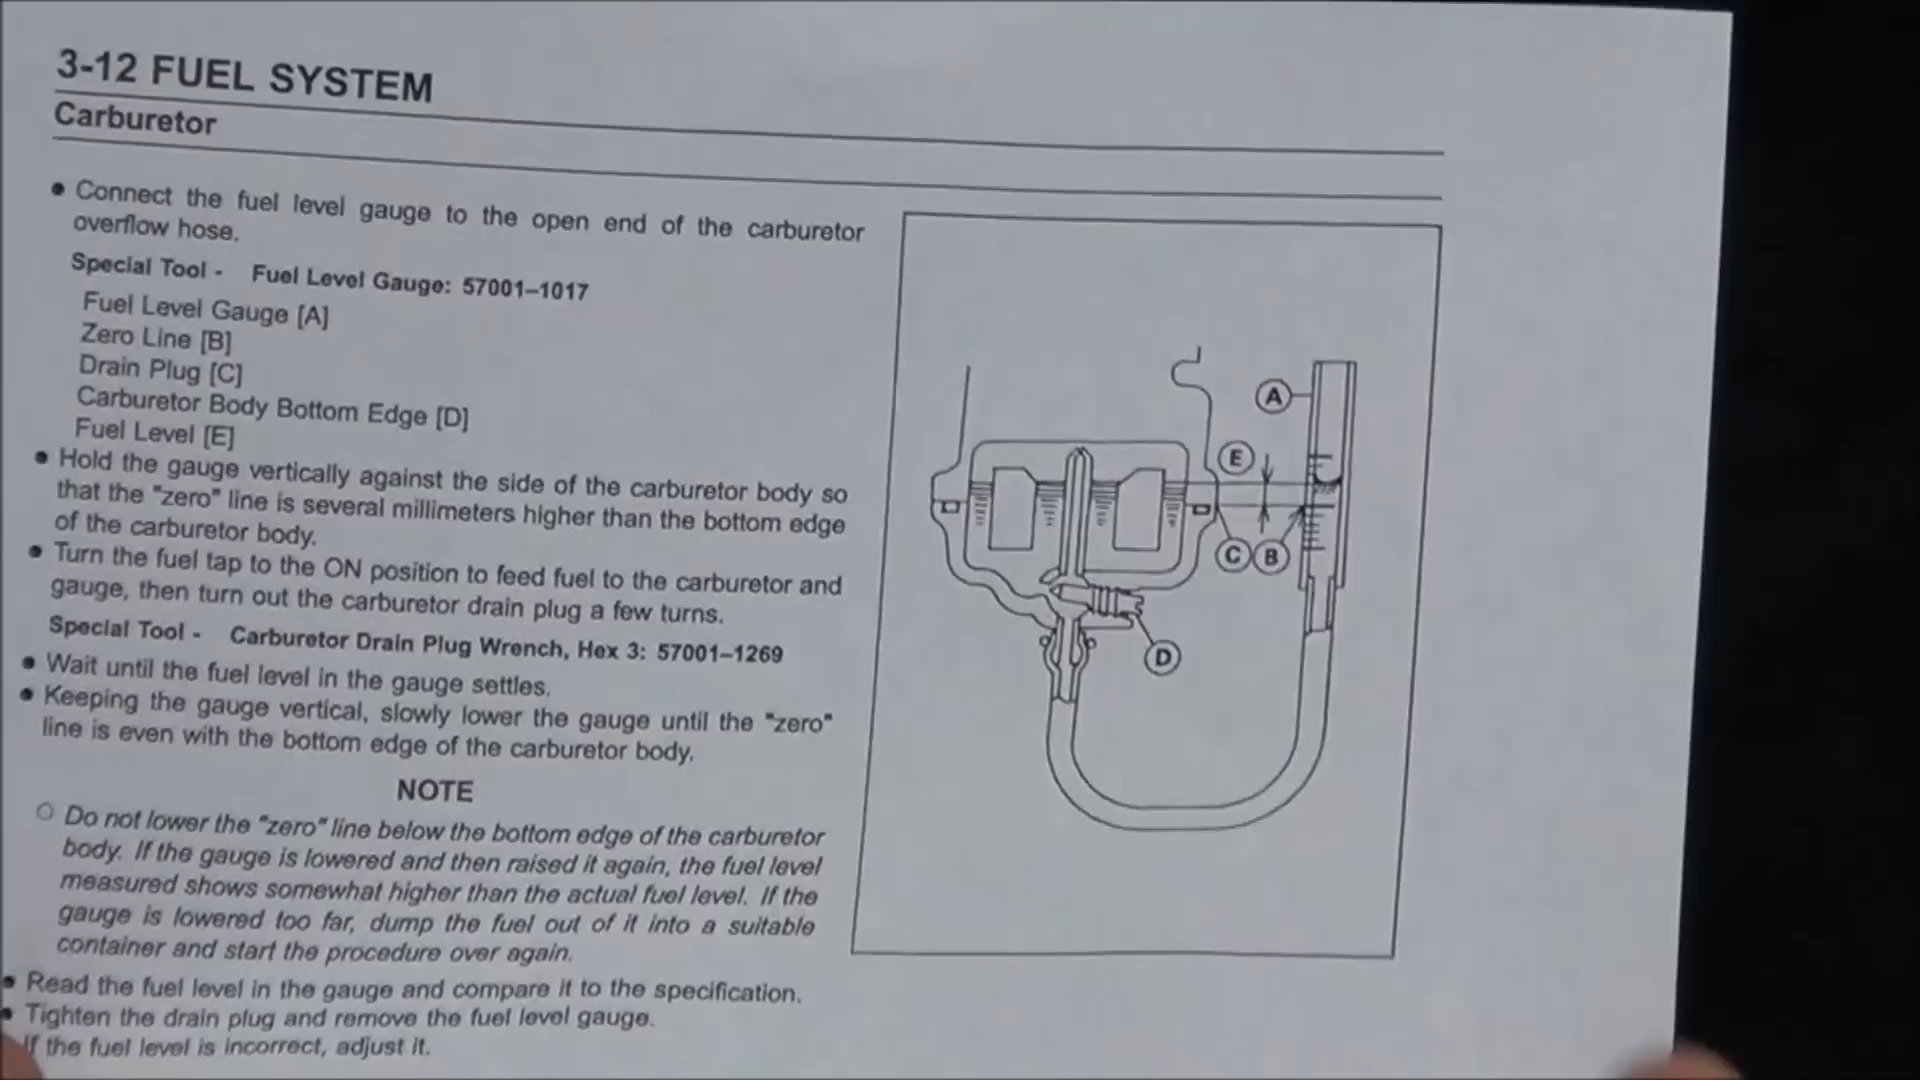 3-12 FUEL SYSTEM
Carburetor
● Connect the fuel level gauge to the open end of the carburetor
overflow hose.
Special Tool - Fuel Level Gauge: 57001–1017
Fuel Level Gauge [A]
Zero Line [B]
Drain Plug [C]
Carburetor Body Bottom Edge [D]
Fuel Level [E]
● Hold the gauge vertically against the side of the carburetor body so
that the "zero" line is several millimeters higher than the bottom edge
of the carburetor body.
● Turn the fuel tap to the ON position to feed fuel to the carburetor and
gauge, then turn out the carburetor drain plug a few turns.
Special Tool - Carburetor Drain Plug Wrench, Hex 3: 57001–1269
● Wait until the fuel level in the gauge settles.
● Keeping the gauge vertical, slowly lower the gauge until the "zero"
line is even with the bottom edge of the carburetor body.
NOTE
○ Do not lower the "zero" line below the bottom edge of the carburetor
body. If the gauge is lowered and then raised it again, the fuel level
measured shows somewhat higher than the actual fuel level. If the
gauge is lowered too far, dump the fuel out of it into a suitable
container and start the procedure over again.
● Read the fuel level in the gauge and compare it to the specification.
● Tighten the drain plug and remove the fuel level gauge.
If the fuel level is incorrect, adjust it.
A
E
C B
D